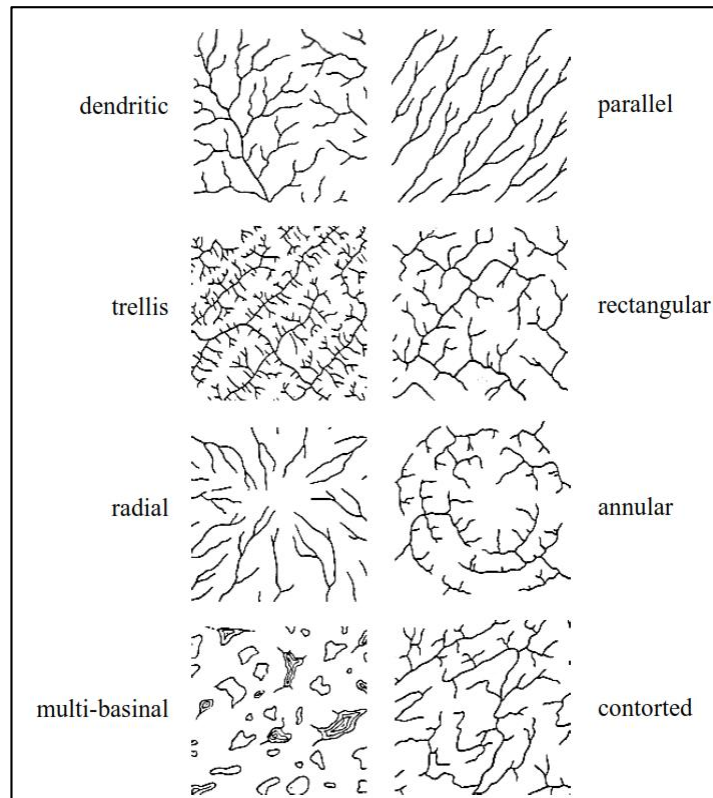 dendritic
parallel
trellis
rectangular
radial
annular
multi-basinal
contorted